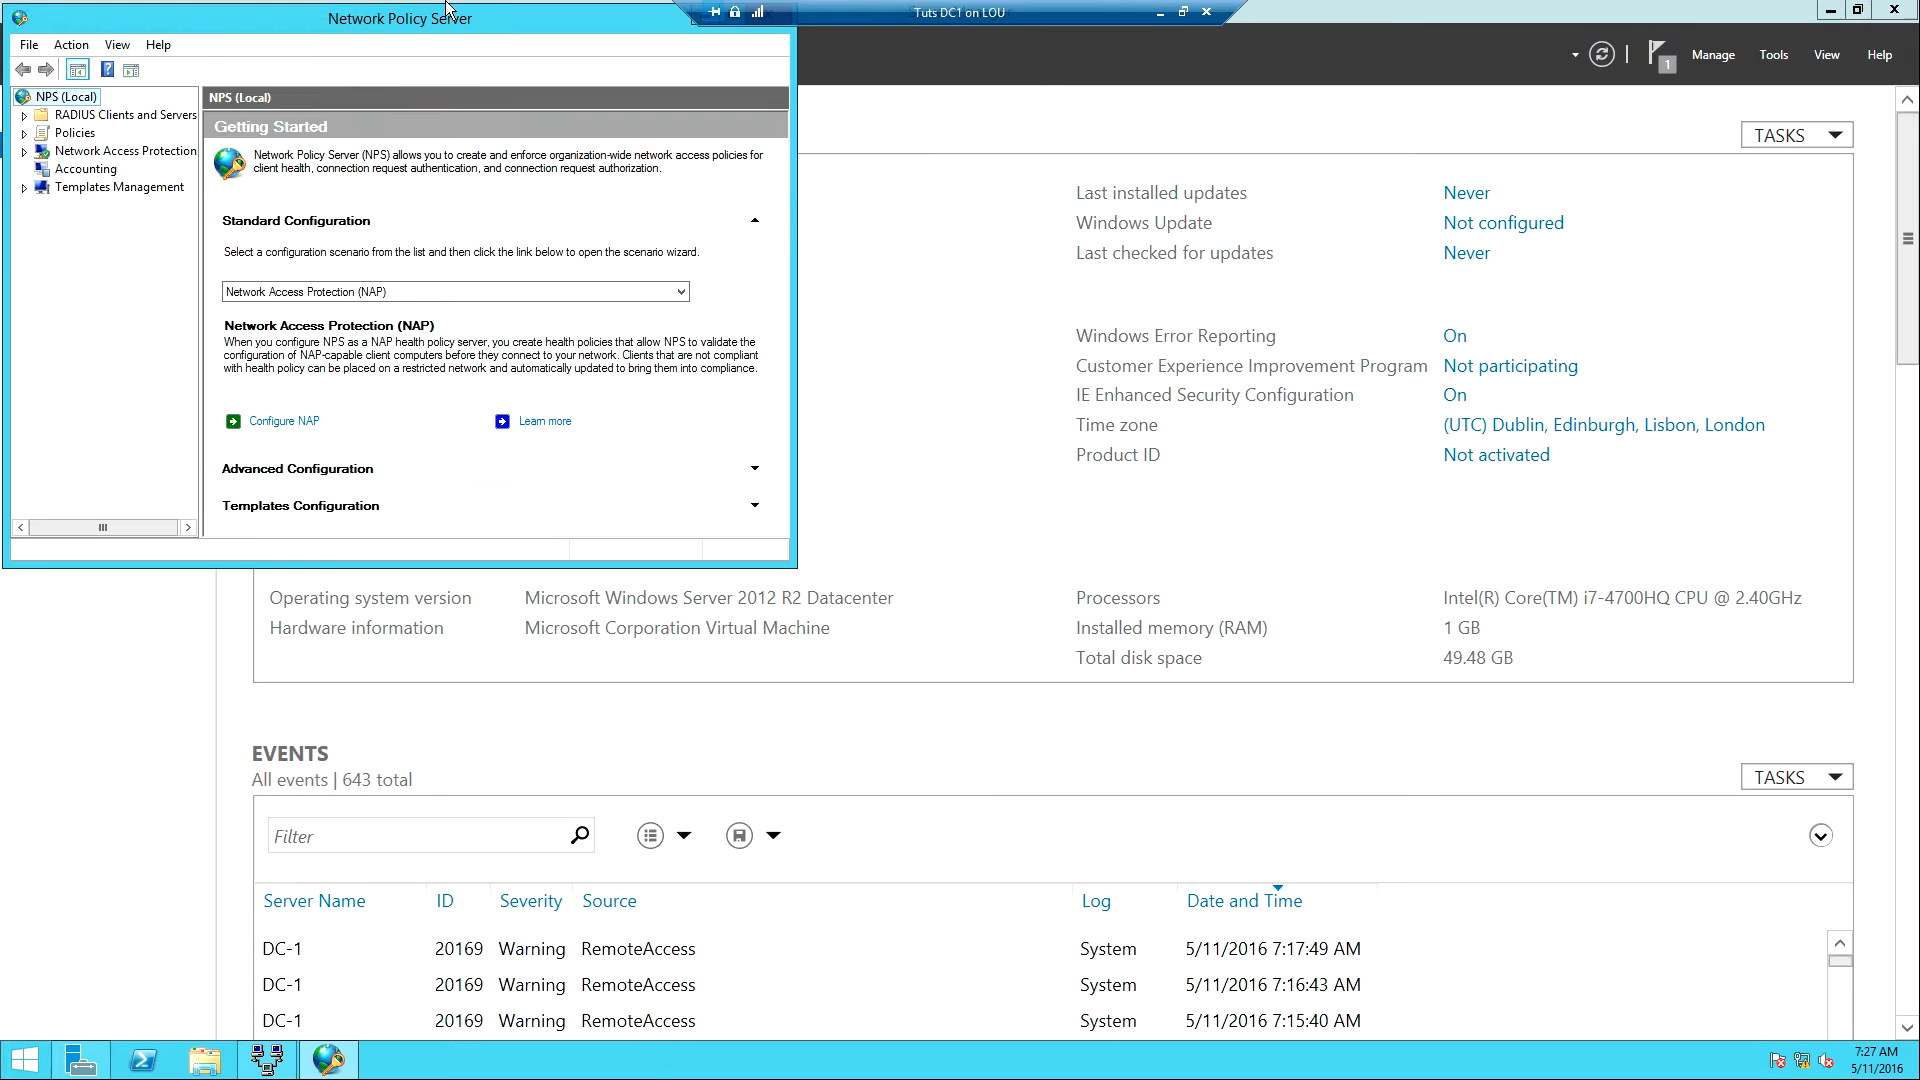 Network Policy Server
Tuts DC1 on LOU
File Action View Help
1 Manage Tools View Help
NPS (Local)
RADIUS Clients and Servers
Policies
Network Access Protection
Accounting
Templates Management
NPS (Local)
Getting Started
Network Policy Server (NPS) allows you to create and enforce organization-wide network access policies for
client health, connection request authentication, and connection request authorization.
Standard Configuration
Select a configuration scenario from the list and then click the link below to open the scenario wizard.
Network Access Protection (NAP)
Network Access Protection (NAP)
When you configure NPS as a NAP health policy server, you create health policies that allow NPS to validate the
configuration of NAP-capable client computers before they connect to your network. Clients that are not compliant
with health policy can be placed on a restricted network and automatically updated to bring them into compliance.
Configure NAP Learn more
Advanced Configuration
Templates Configuration
TASKS
Last installed updates Never
Windows Update Not configured
Last checked for updates Never
Windows Error Reporting On
Customer Experience Improvement Program Not participating
IE Enhanced Security Configuration On
Time zone (UTC) Dublin, Edinburgh, Lisbon, London
Product ID Not activated
Operating system version Microsoft Windows Server 2012 R2 Datacenter Processors Intel(R) Core(TM) i7-4700HQ CPU @ 2.40GHz
Hardware information Microsoft Corporation Virtual Machine Installed memory (RAM) 1 GB
Total disk space 49.48 GB
EVENTS
All events | 643 total
TASKS
Filter
Server Name ID Severity Source Log Date and Time
DC-1 20169 Warning RemoteAccess System 5/11/2016 7:17:49 AM
DC-1 20169 Warning RemoteAccess System 5/11/2016 7:16:43 AM
DC-1 20169 Warning RemoteAccess System 5/11/2016 7:15:40 AM
7:27 AM
5/11/2016